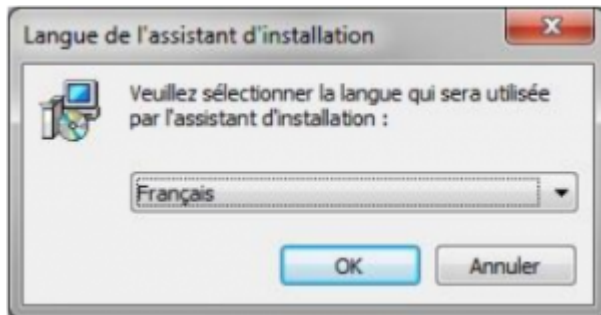 Langue de l'assistant d'installation
Veuillez sélectionner la langue qui sera utilisée
par l'assistant d'installation :
Français
OK
Annuler